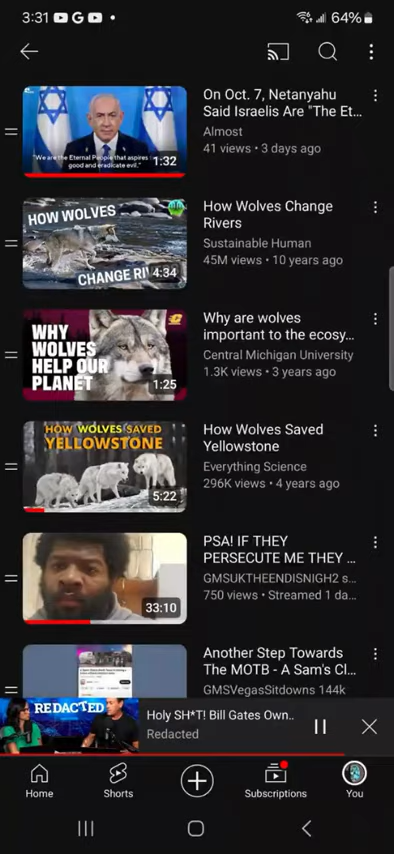 3:31
64%
On Oct. 7, Netanyahu
Said Israelis Are "The Et...
Almost
41 views • 3 days ago
"We are the Eternal People that aspires
good and eradicate evil."
1:32
How Wolves Change
Rivers
Sustainable Human
45M views • 10 years ago
HOW WOLVES
CHANGE RIV
4:34
Why are wolves
important to the ecosy...
Central Michigan University
1.3K views • 3 years ago
WHY
WOLVES
HELP OUR
PLANET
1:25
How Wolves Saved
Yellowstone
Everything Science
296K views • 4 years ago
HOW WOLVES SAVED
YELLOWSTONE
5:22
PSA! IF THEY
PERSECUTE ME THEY ...
GMSUKTHEENDISNIGH2 s...
750 views • Streamed 1 da...
33:10
Another Step Towards
The MOTB - A Sam's Cl...
GMSVegasSitdowns 144k
REDACTED
Holy SH*T! Bill Gates Own..
Redacted
Home
Shorts
Subscriptions
You